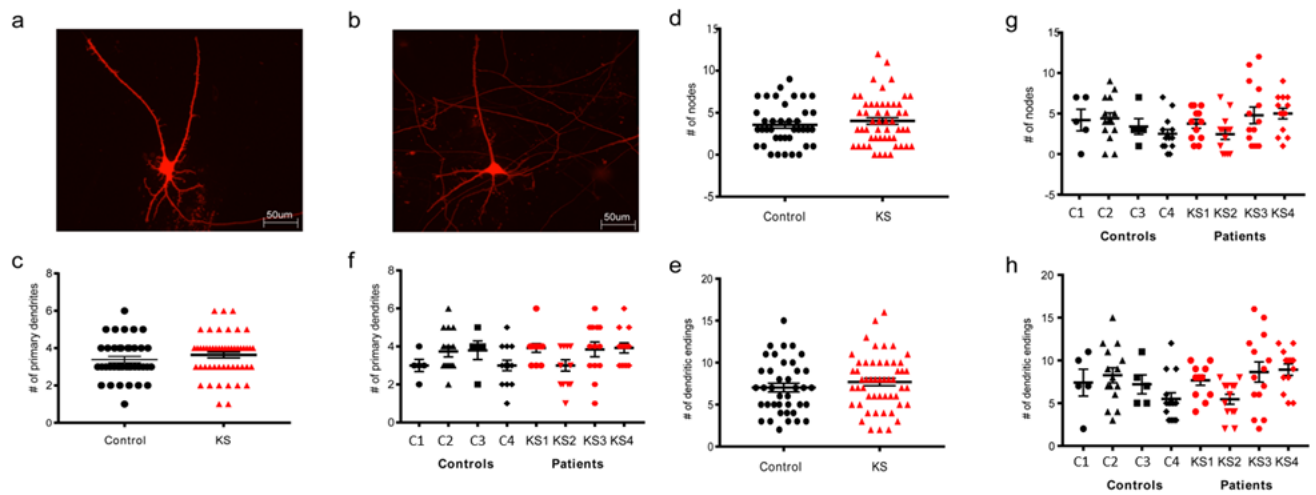 a
50um
b
50um
c
# of primary dendrites
8
6
4
2
0
Control KS
f
# of primary dendrites
8
6
4
2
0
C1 C2 C3 C4 KS1 KS2 KS3 KS4
Controls Patients
d
# of nodes
15
10
5
0
-5
Control KS
e
# of dendritic endings
20
15
10
5
0
Control KS
g
# of nodes
15
10
5
0
-5
C1 C2 C3 C4 KS1 KS2 KS3 KS4
Controls Patients
h
# of dendritic endings
20
15
10
5
0
C1 C2 C3 C4 KS1 KS2 KS3 KS4
Controls Patients